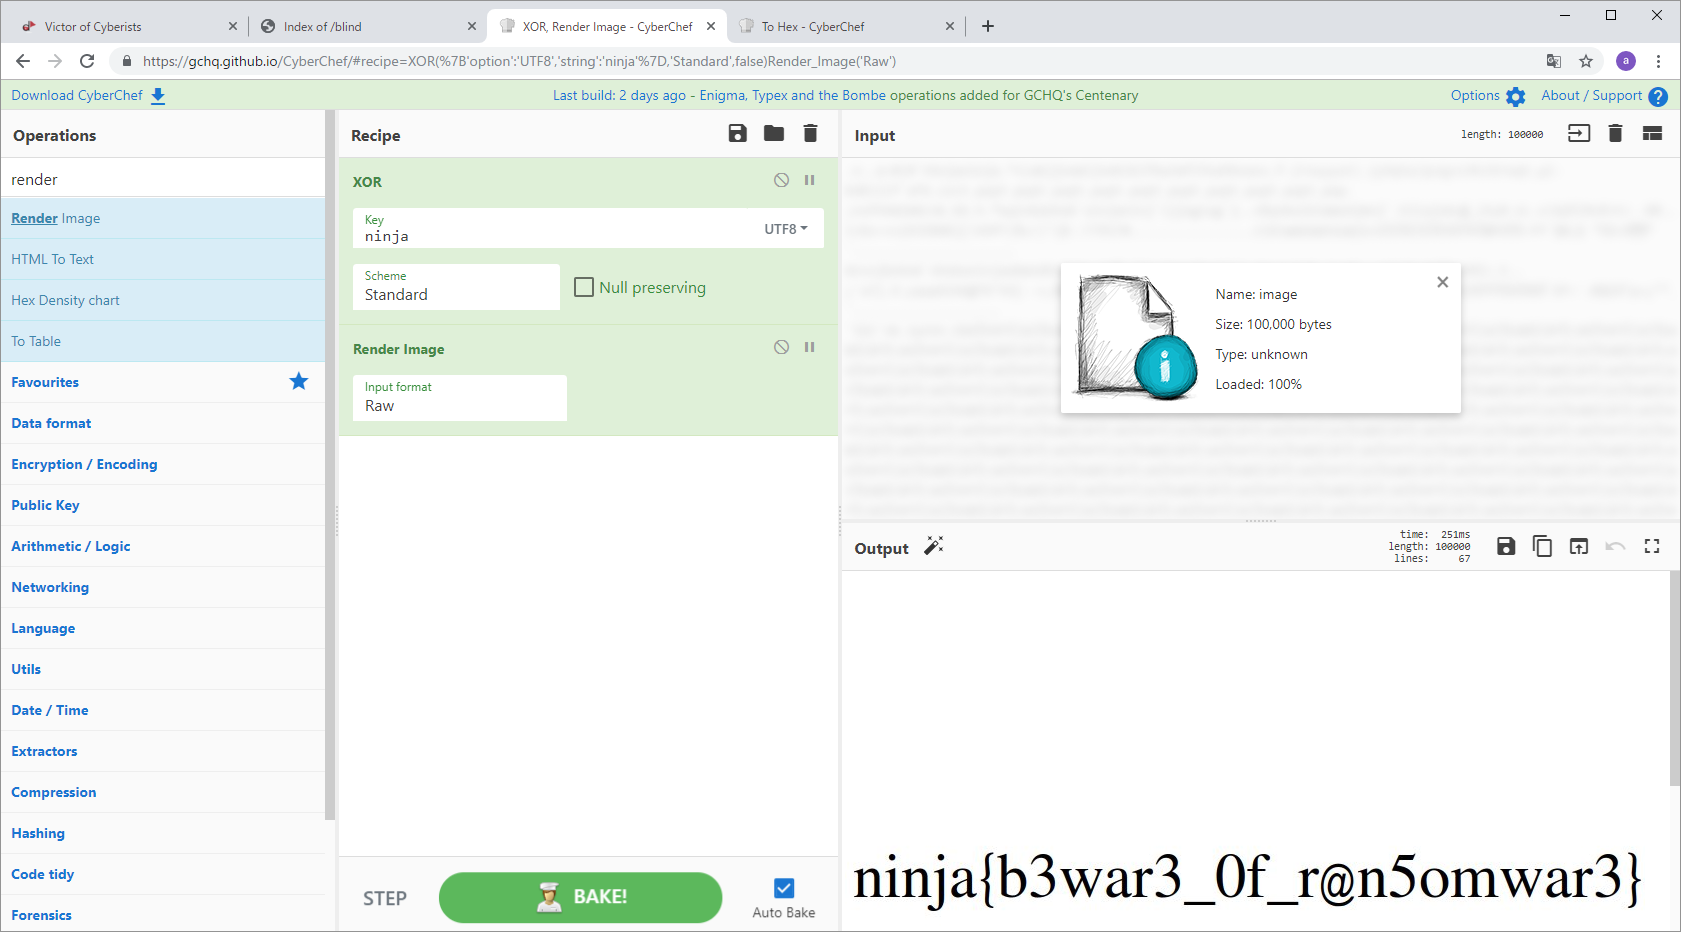 Victor of Cyberists
Index of /blind
XOR, Render Image - CyberChef
To Hex - CyberChef
https://gchq.github.io/CyberChef/#recipe=XOR(%7B'option':'UTF8','string':'ninja'%7D,'Standard',false)Render_Image('Raw')
a
Download CyberChef
Last build: 2 days ago - Enigma, Typex and the Bombe operations added for GCHQ's Centenary
Options
About / Support
Operations
render
Render Image
HTML To Text
Hex Density chart
To Table
Favourites
Data format
Encryption / Encoding
Public Key
Arithmetic / Logic
Networking
Language
Utils
Date / Time
Extractors
Compression
Hashing
Code tidy
Forensics
Recipe
XOR
Key
ninja
UTF8
Scheme
Standard
Null preserving
Render Image
Input format
Raw
STEP
BAKE!
Auto Bake
Input
length: 100000
Name: image
Size: 100,000 bytes
Type: unknown
Loaded: 100%
Output
time: 251ms
length: 100000
lines: 67
ninja{b3war3_0f_r@n5omwar3}